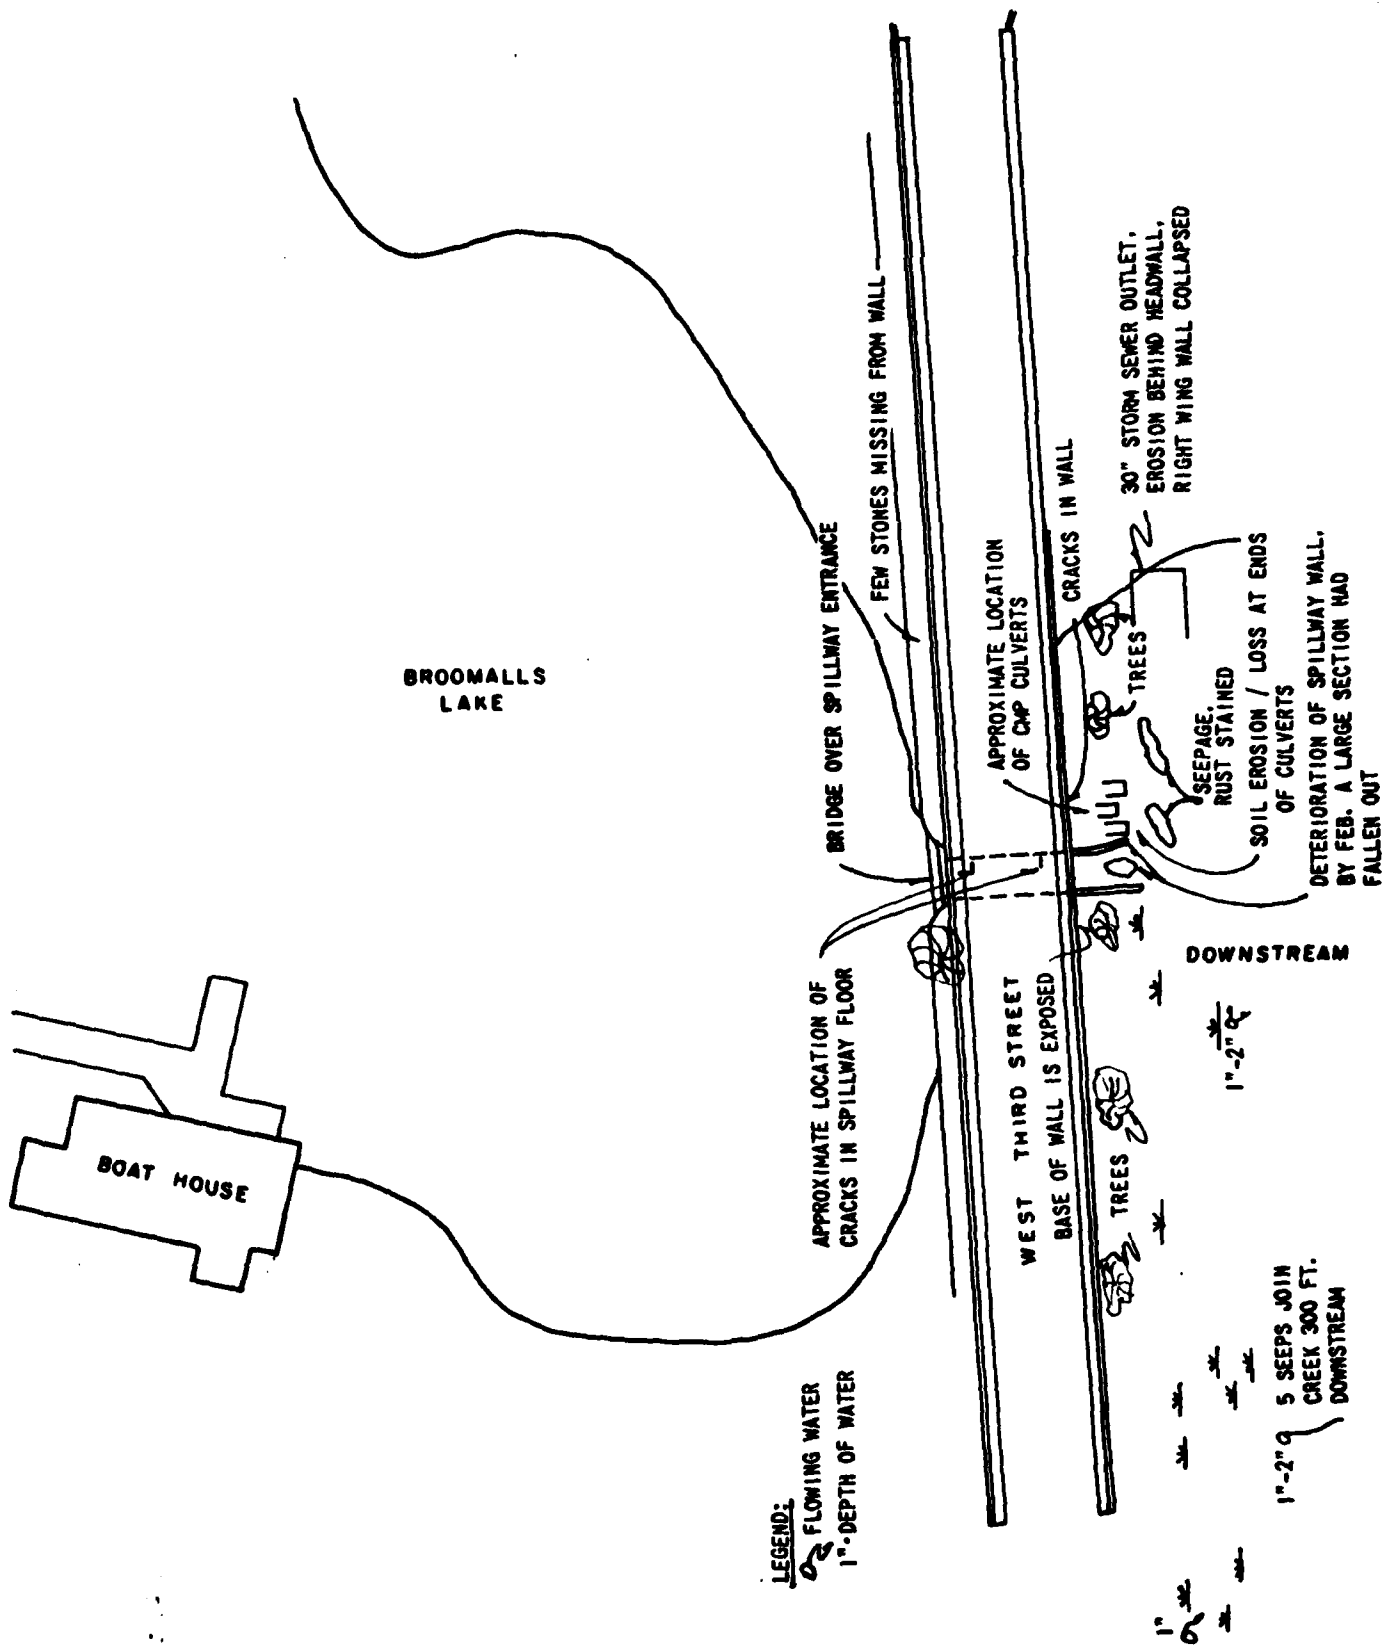 BROOMALLS
LAKE
BOAT HOUSE
BRIDGE OVER SPILLWAY ENTRANCE
FEW STONES MISSING FROM WALL
APPROXIMATE LOCATION OF
CRACKS IN SPILLWAY FLOOR
WEST THIRD STREET
BASE OF WALL IS EXPOSED
APPROXIMATE LOCATION
OF CMP CULVERTS
CRACKS IN WALL
30" STORM SEWER OUTLET,
EROSION BEHIND HEADWALL,
RIGHT WING WALL COLLAPSED
TREES
TREES
SEEPAGE,
RUST STAINED
SOIL EROSION / LOSS AT ENDS
OF CULVERTS
DETERIORATION OF SPILLWAY WALL.
BY FEB. A LARGE SECTION HAD
FALLEN OUT
DOWNSTREAM
1"-2"
1"-2"
5 SEEPS JOIN
CREEK 300 FT.
DOWNSTREAM
1"
LEGEND:
FLOWING WATER
1"-DEPTH OF WATER